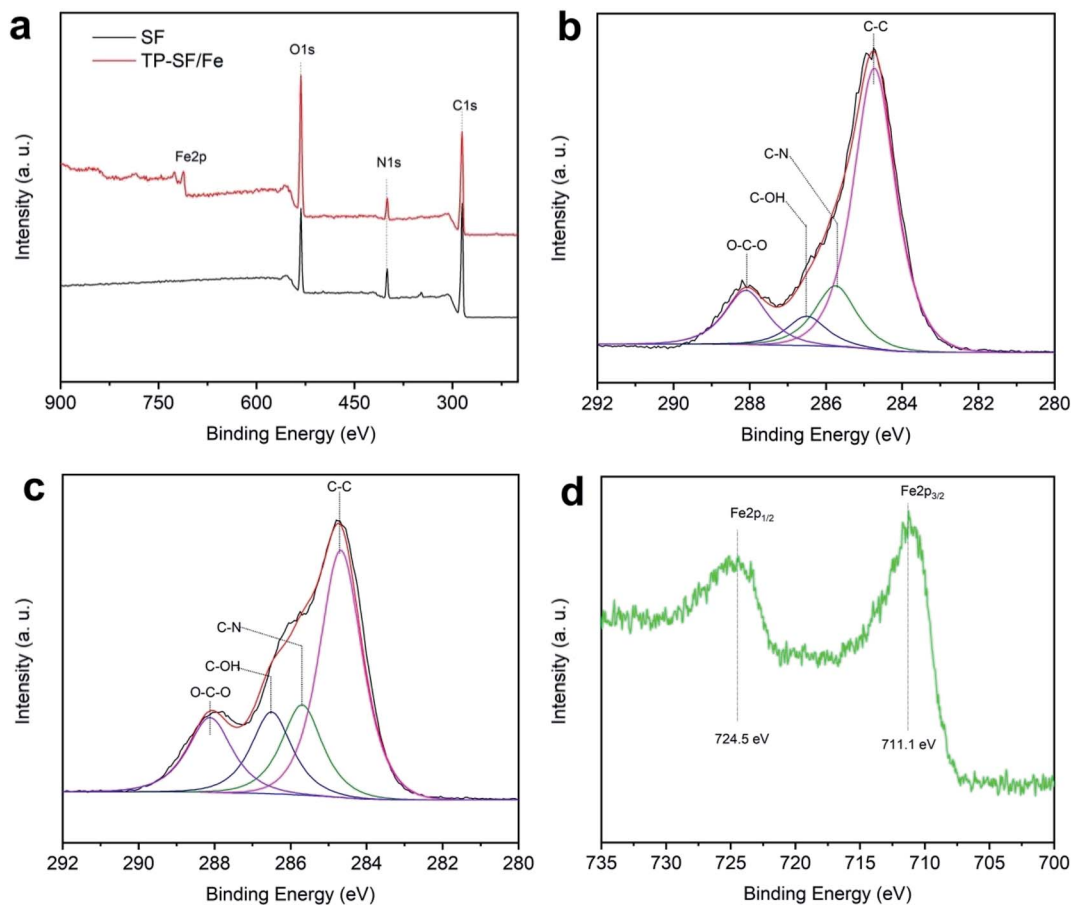 a
SF
TP-SF/Fe
O1s
C1s
Fe2p
N1s
Intensity (a. u.)
900 750 600 450 300
Binding Energy (eV)
b
C-C
C-N
C-OH
O-C-O
Intensity (a. u.)
292 290 288 286 284 282 280
Binding Energy (eV)
c
C-C
C-N
C-OH
O-C-O
Intensity (a. u.)
292 290 288 286 284 282 280
Binding Energy (eV)
d
Fe2p3/2
Fe2p1/2
724.5 eV
711.1 eV
Intensity (a. u.)
735 730 725 720 715 710 705 700
Binding Energy (eV)